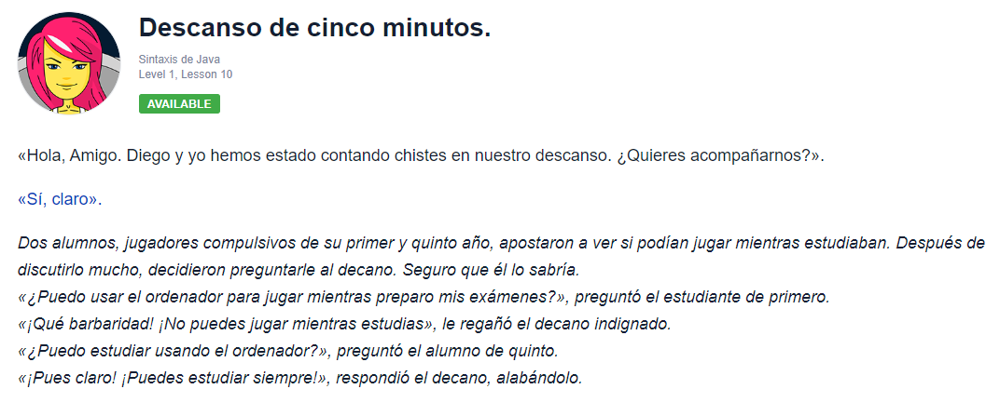 Descanso de cinco minutos.
Sintaxis de Java
Level 1, Lesson 10
AVAILABLE
«Hola, Amigo. Diego y yo hemos estado contando chistes en nuestro descanso. ¿Quieres acompañarnos?».
«Sí, claro».
Dos alumnos, jugadores compulsivos de su primer y quinto año, apostaron a ver si podían jugar mientras estudiaban. Después de
discutirlo mucho, decidieron preguntarle al decano. Seguro que él lo sabría.
«¿Puedo usar el ordenador para jugar mientras preparo mis exámenes?», preguntó el estudiante de primero.
«¡Qué barbaridad! ¡No puedes jugar mientras estudias», le regañó el decano indignado.
«¿Puedo estudiar usando el ordenador?», preguntó el alumno de quinto.
«¡Pues claro! ¡Puedes estudiar siempre!», respondió el decano, alabándolo.